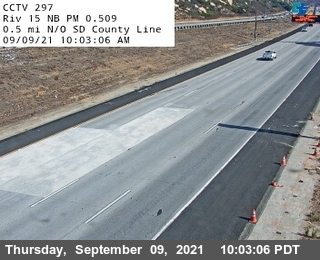 CCTV 297
Riv 15 NB PM 0.509
0.5 mi N/O SD County Line
09/09/21 10:03:06 AM
Thursday, September 09, 2021 10:03:06 PDT